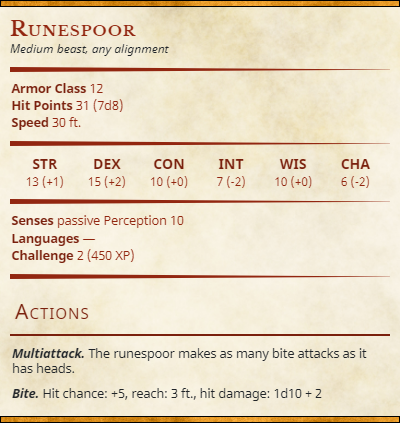 Runespoor
Medium beast, any alignment
Armor Class 12
Hit Points 31 (7d8)
Speed 30 ft.
STR DEX CON INT WIS CHA
13 (+1) 15 (+2) 10 (+0) 7 (-2) 10 (+0) 6 (-2)
Senses passive Perception 10
Languages —
Challenge 2 (450 XP)
Actions
Multiattack. The runespoor makes as many bite attacks as it
has heads.
Bite. Hit chance: +5, reach: 3 ft., hit damage: 1d10 + 2